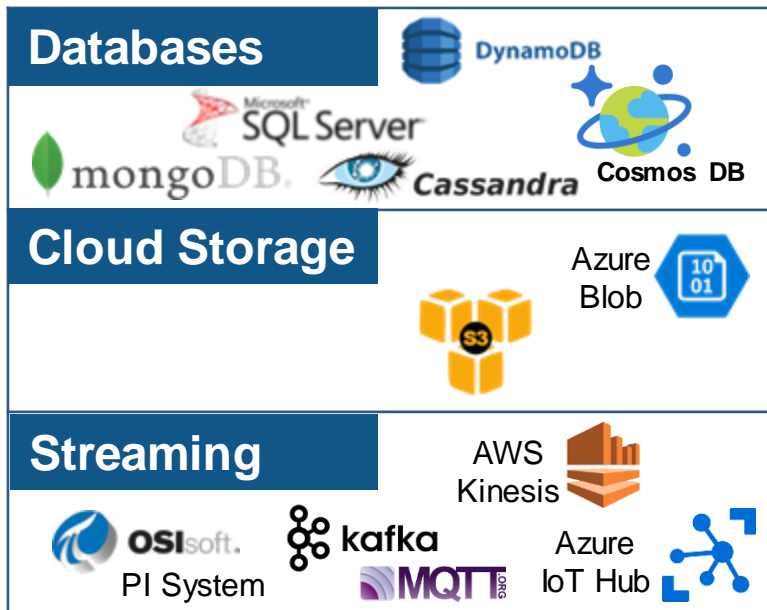 Databases
DynamoDB
Microsoft
SQL Server
mongoDB.
Cassandra
Cosmos DB
Cloud Storage
Azure
Blob
10
01
S3
Streaming
AWS
Kinesis
OSIsoft.
PI System
kafka
MQTT.ORG
Azure
IoT Hub